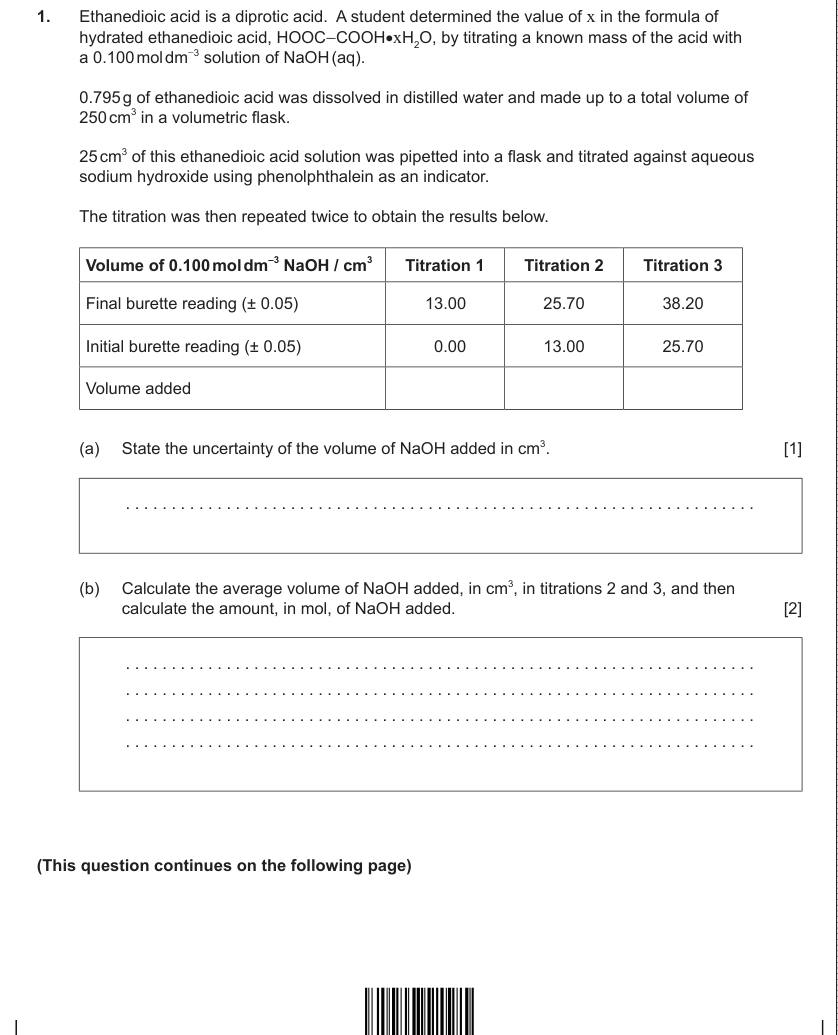 1. Ethanedioic acid is a diprotic acid. A student determined the value of x in the formula of
hydrated ethanedioic acid, HOOC–COOH•xH₂O, by titrating a known mass of the acid with
a 0.100 mol dm⁻³ solution of NaOH (aq).
0.795 g of ethanedioic acid was dissolved in distilled water and made up to a total volume of
250 cm³ in a volumetric flask.
25 cm³ of this ethanedioic acid solution was pipetted into a flask and titrated against aqueous
sodium hydroxide using phenolphthalein as an indicator.
The titration was then repeated twice to obtain the results below.
Volume of 0.100 mol dm⁻³ NaOH / cm³ Titration 1 Titration 2 Titration 3
Final burette reading (± 0.05) 13.00 25.70 38.20
Initial burette reading (± 0.05) 0.00 13.00 25.70
Volume added
(a) State the uncertainty of the volume of NaOH added in cm³. [1]
(b) Calculate the average volume of NaOH added, in cm³, in titrations 2 and 3, and then
calculate the amount, in mol, of NaOH added. [2]
(This question continues on the following page)